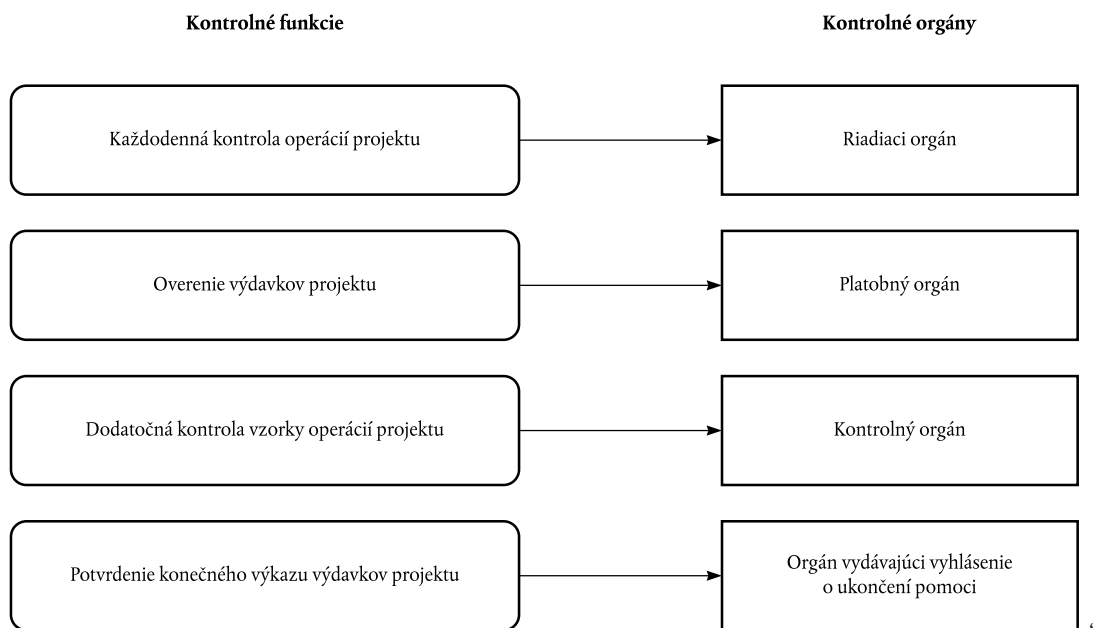 Kontrolné funkcie
Kontrolné orgány
Každodenná kontrola operácií projektu
Riadiaci orgán
Overenie výdavkov projektu
Platobný orgán
Dodatočná kontrola vzorky operácií projektu
Kontrolný orgán
Potvrdenie konečného výkazu výdavkov projektu
Orgán vydávajúci vyhlásenie
o ukončení pomoci